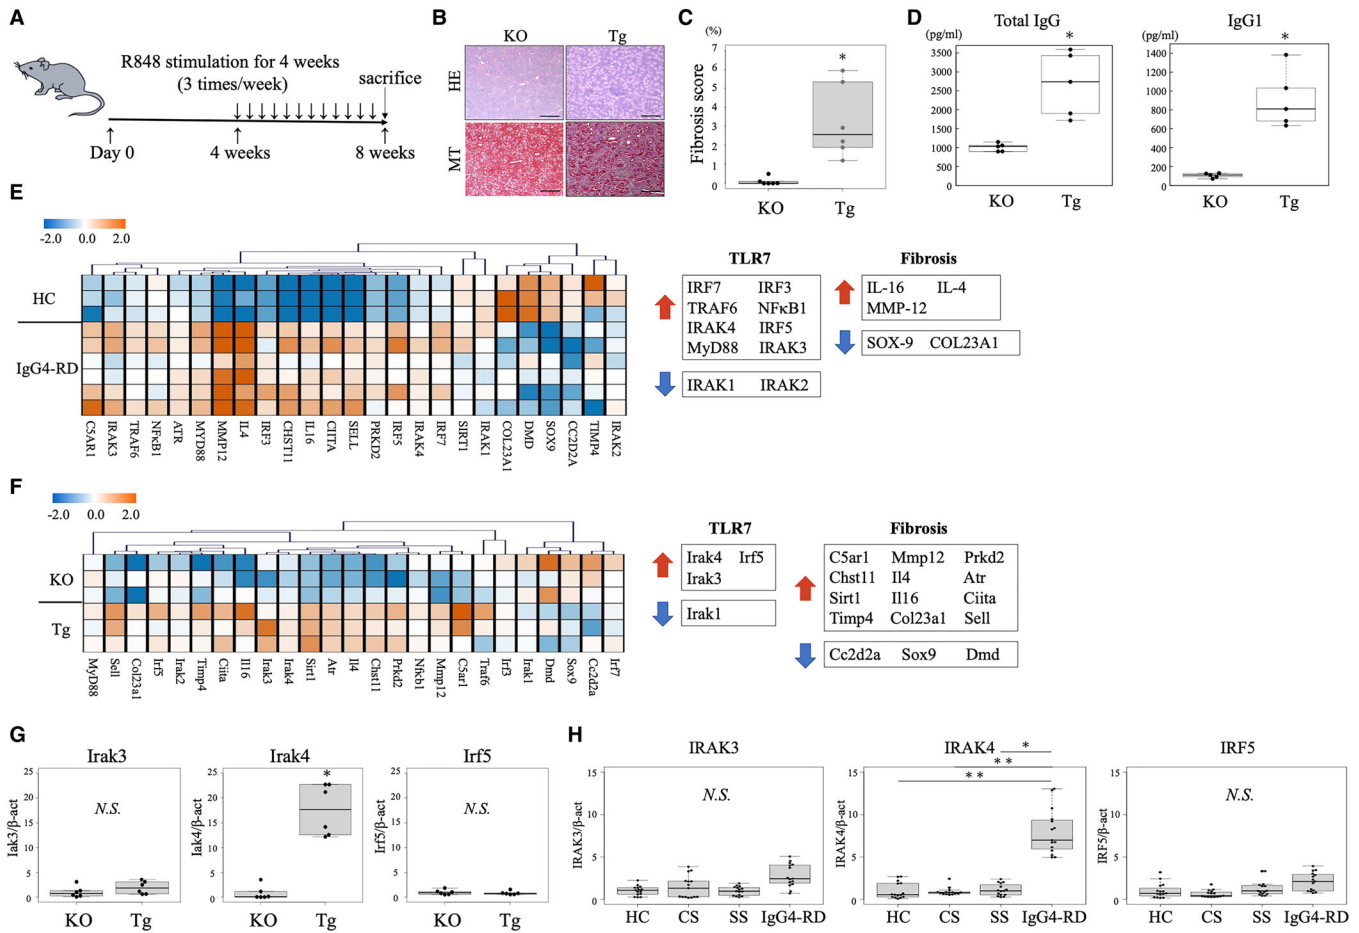 A
R848 stimulation for 4 weeks
(3 times/week)
sacrifice
Day 0
4 weeks
8 weeks
B
KO
Tg
HE
MT
C
(%)
7
6
5
4
3
2
1
0
Fibrosis score
*
KO
Tg
D
Total IgG
(pg/ml)
3500
3000
2500
2000
1500
1000
500
0
*
KO
Tg
IgG1
(pg/ml)
1400
1200
1000
800
600
400
200
0
*
KO
Tg
E
-2.0 0.0 2.0
HC
IgG4-RD
C5AR1
IRAK3
TRAF6
NFκB1
ATR
MYD88
MMP12
IL4
IRF3
CHST11
IL16
CIITA
SELL
PRKD2
IRF5
IRAK4
IRF7
SIRT1
IRAK1
COL23A1
DMD
SOX9
CC2D2A
TIMP4
IRAK2
TLR7
IRF7 IRF3
TRAF6 NFκB1
IRAK4 IRF5
MyD88 IRAK3
IRAK1 IRAK2
Fibrosis
IL-16 IL-4
MMP-12
SOX-9 COL23A1
F
-2.0 0.0 2.0
KO
Tg
MyD88
Sell
Col23a1
Irf5
Irak2
Timp4
Ciita
Il16
Irak3
Irak4
Sirt1
Atr
Il4
Chst11
Prkd2
Nfkb1
Mmp12
C5ar1
Traf6
Irf3
Irak1
Dmd
Sox9
Cc2d2a
Irf7
TLR7
Irak4 Irf5
Irak3
Irak1
Fibrosis
C5ar1 Mmp12 Prkd2
Chst11 Il4 Atr
Sirt1 Il16 Ciita
Timp4 Col23a1 Sell
Cc2d2a Sox9 Dmd
G
Irak3
25
20
15
10
5
0
Iak3/β-act
N.S.
KO
Tg
Irak4
25
20
15
10
5
0
Iak4/β-act
*
KO
Tg
Irf5
25
20
15
10
5
0
Irf5/β-act
N.S.
KO
Tg
H
IRAK3
15
10
5
0
IRAK3/β-act
N.S.
HC CS SS IgG4-RD
IRAK4
*
**
**
15
10
5
0
IRAK4/β-act
HC CS SS IgG4-RD
IRF5
15
10
5
0
IRF5/β-act
N.S.
HC CS SS IgG4-RD